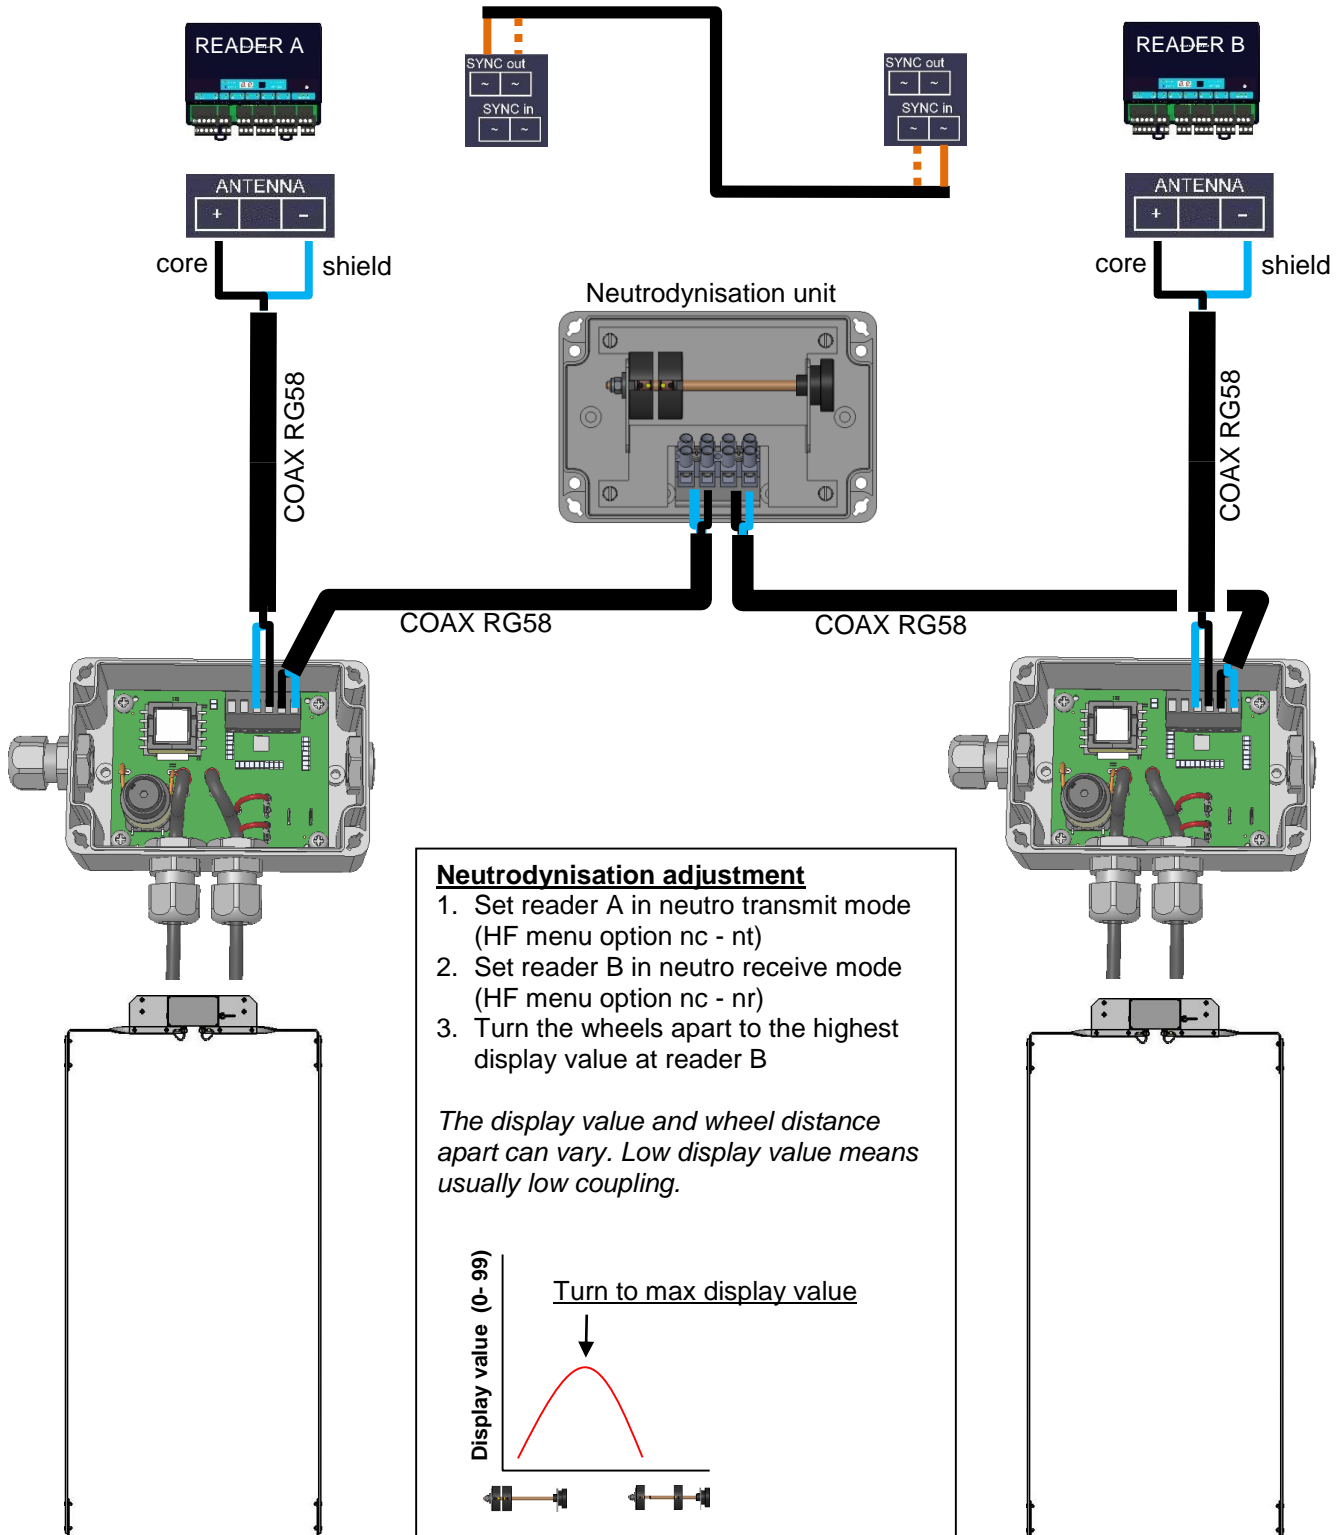 READER A
READER B
SYNC out
~ ~
SYNC in
~ ~
SYNC out
~ ~
SYNC in
~ ~
ANTENNA
+ -
core
shield
ANTENNA
+ -
core
shield
Neutrodynisation unit
COAX RG58
COAX RG58
COAX RG58
COAX RG58
Neutrodynisation adjustment
1. Set reader A in neutro transmit mode
(HF menu option nc - nt)
2. Set reader B in neutro receive mode
(HF menu option nc - nr)
3. Turn the wheels apart to the highest
display value at reader B
The display value and wheel distance
apart can vary. Low display value means
usually low coupling.
Display value (0- 99)
Turn to max display value